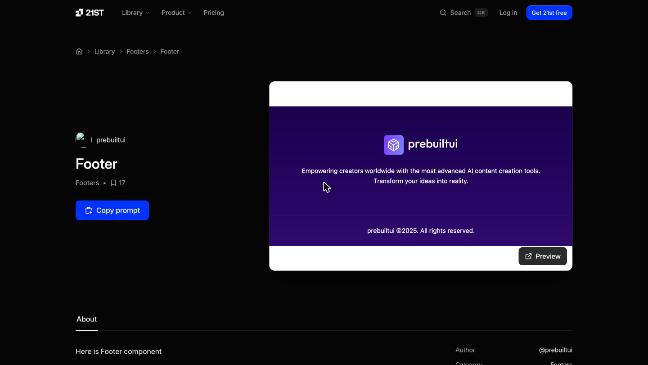 21ST
Library
Product
Pricing
Search
⌘K
Log in
Get 21st free
Library
Footers
Footer
prebuiltui
Footer
Footers • 17
Copy prompt
prebuiltui
Empowering creators worldwide with the most advanced AI content creation tools.
Transform your ideas into reality.
prebuiltui ©2025. All rights reserved.
Preview
About
Here is Footer component
Author
@prebuiltui
Category
Footers